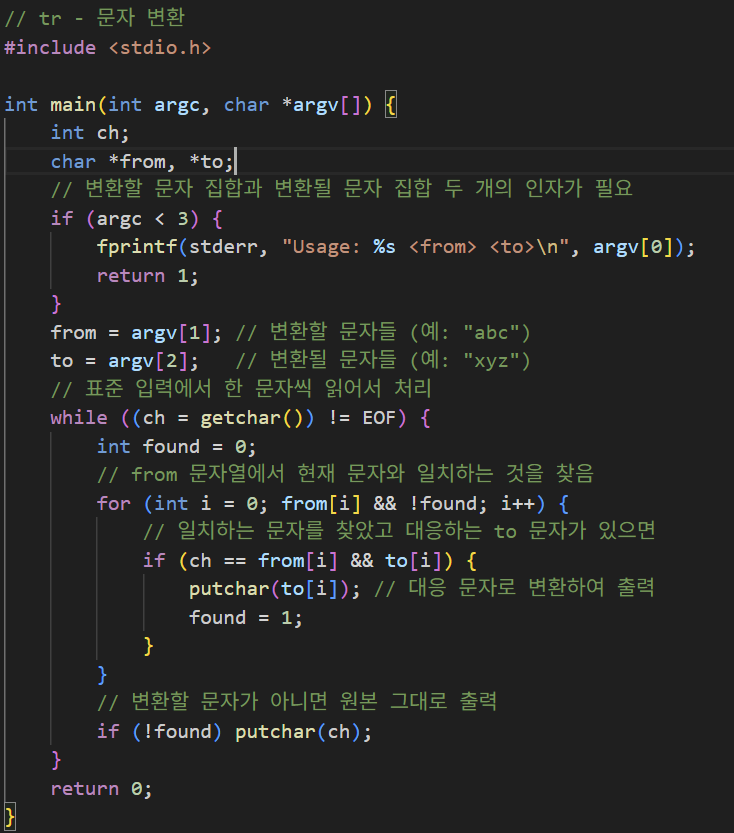 // tr - 문자 변환
#include <stdio.h>
int main(int argc, char *argv[]) {
    int ch;
    char *from, *to;
    // 변환할 문자 집합과 변환될 문자 집합 두 개의 인자가 필요
    if (argc < 3) {
        fprintf(stderr, "Usage: %s <from> <to>\n", argv[0]);
        return 1;
    }
    from = argv[1]; // 변환할 문자들 (예: "abc")
    to = argv[2];   // 변환될 문자들 (예: "xyz")
    // 표준 입력에서 한 문자씩 읽어서 처리
    while ((ch = getchar()) != EOF) {
        int found = 0;
        // from 문자열에서 현재 문자와 일치하는 것을 찾음
        for (int i = 0; from[i] && !found; i++) {
            // 일치하는 문자를 찾았고 대응하는 to 문자가 있으면
            if (ch == from[i] && to[i]) {
                putchar(to[i]); // 대응 문자로 변환하여 출력
                found = 1;
            }
        }
        // 변환할 문자가 아니면 원본 그대로 출력
        if (!found) putchar(ch);
    }
    return 0;
}